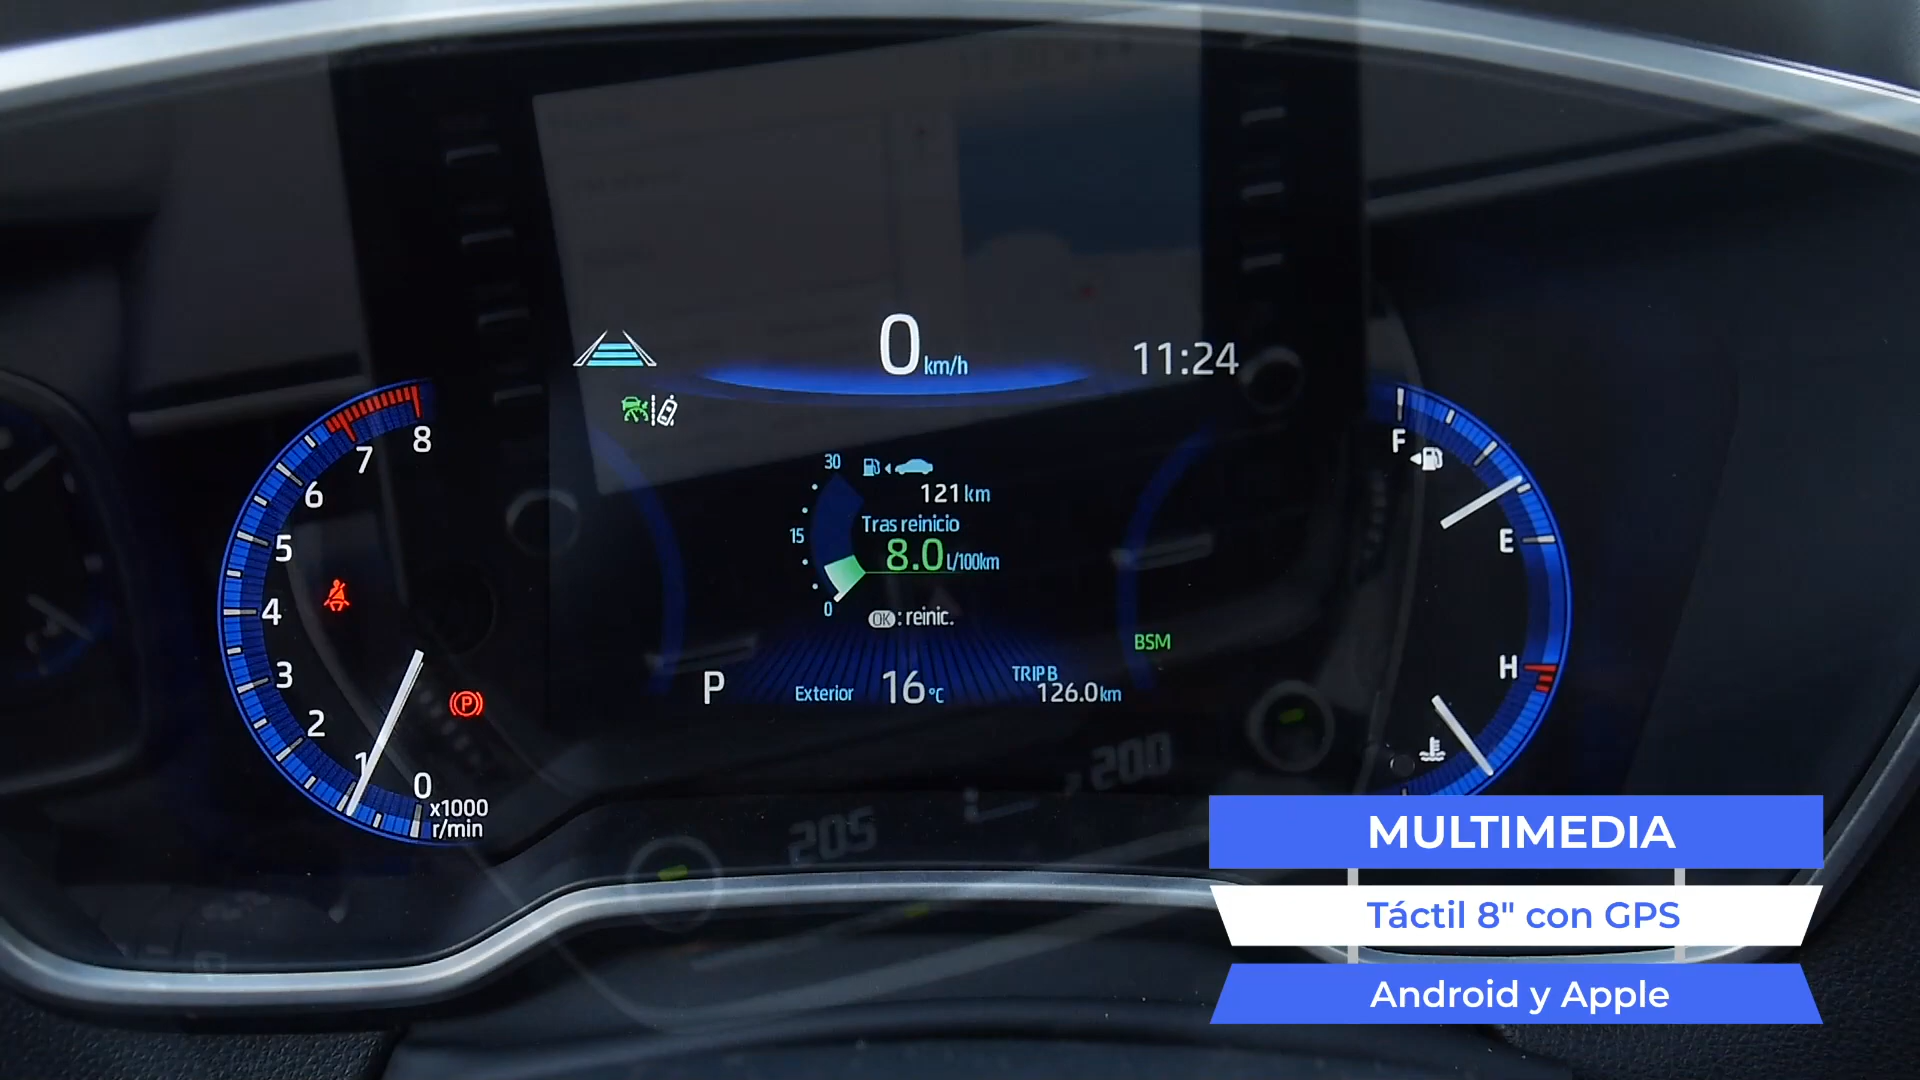 0 km/h
11:24
8
7
6
5
4
3
2
1
0
x1000
r/min
30
15
0
121 km
Tras reinicio
8.0 L/100km
OK : reinic.
P
Exterior 16 °C
TRIP B
126.0 km
BSM
F
E
H
P
205
20.0
MULTIMEDIA
Táctil 8" con GPS
Android y Apple